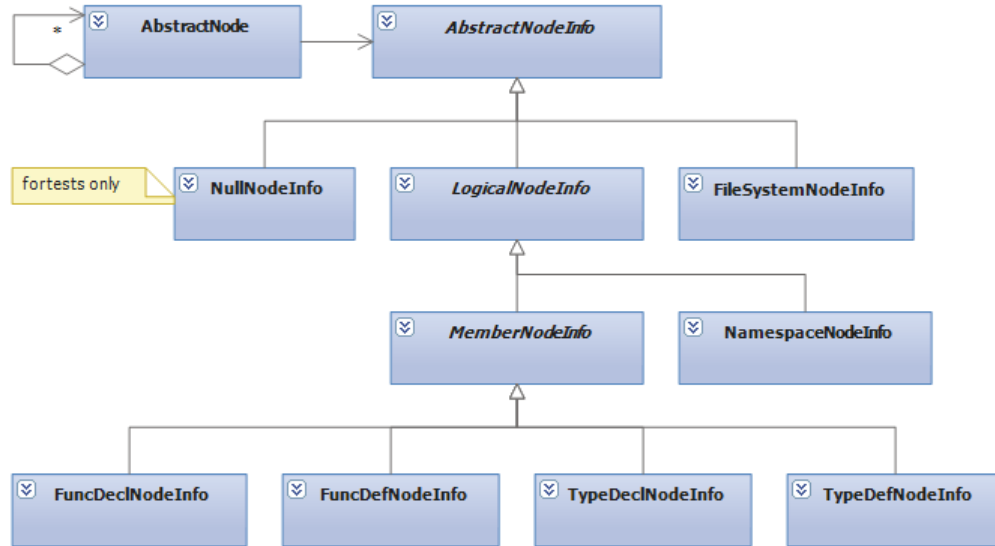 AbstractNode
AbstractNodeInfo
*
fortests only
NullNodeInfo
LogicalNodeInfo
FileSystemNodeInfo
MemberNodeInfo
NamespaceNodeInfo
FuncDeclNodeInfo
FuncDefNodeInfo
TypeDeclNodeInfo
TypeDefNodeInfo